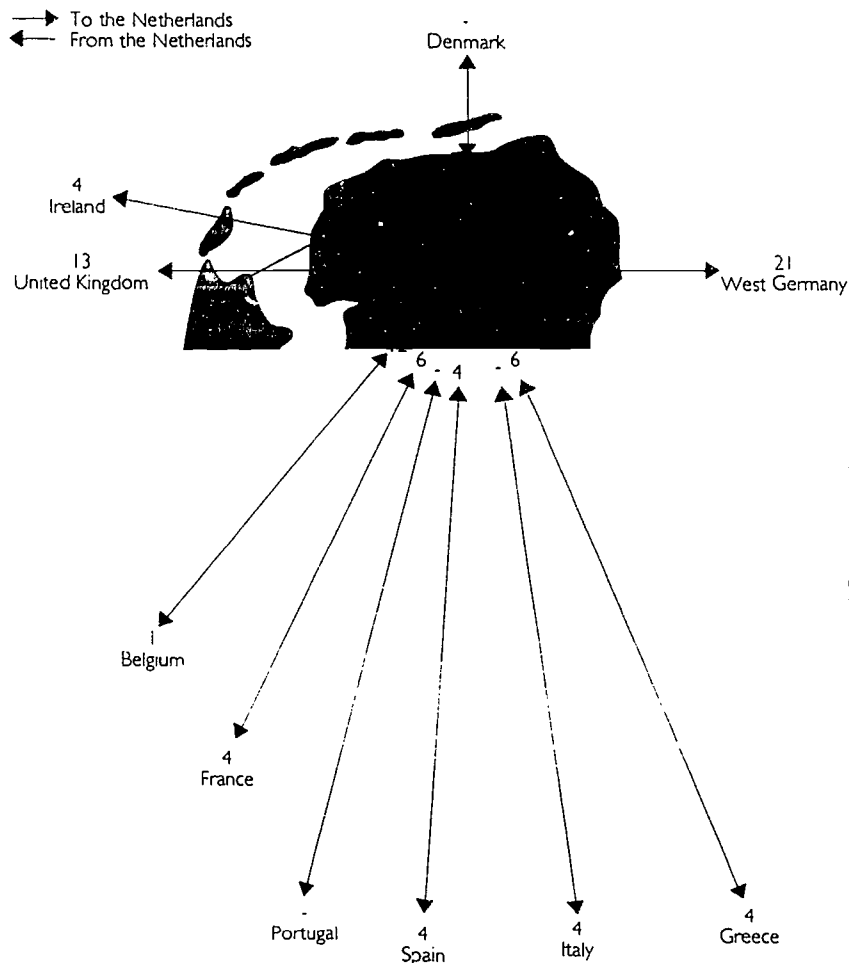 To the Netherlands
From the Netherlands
-
Denmark
4
Ireland
13
United Kingdom
21
West Germany
6
- 4
- 6
1
Belgium
4
France
-
Portugal
4
Spain
4
Italy
4
Greece